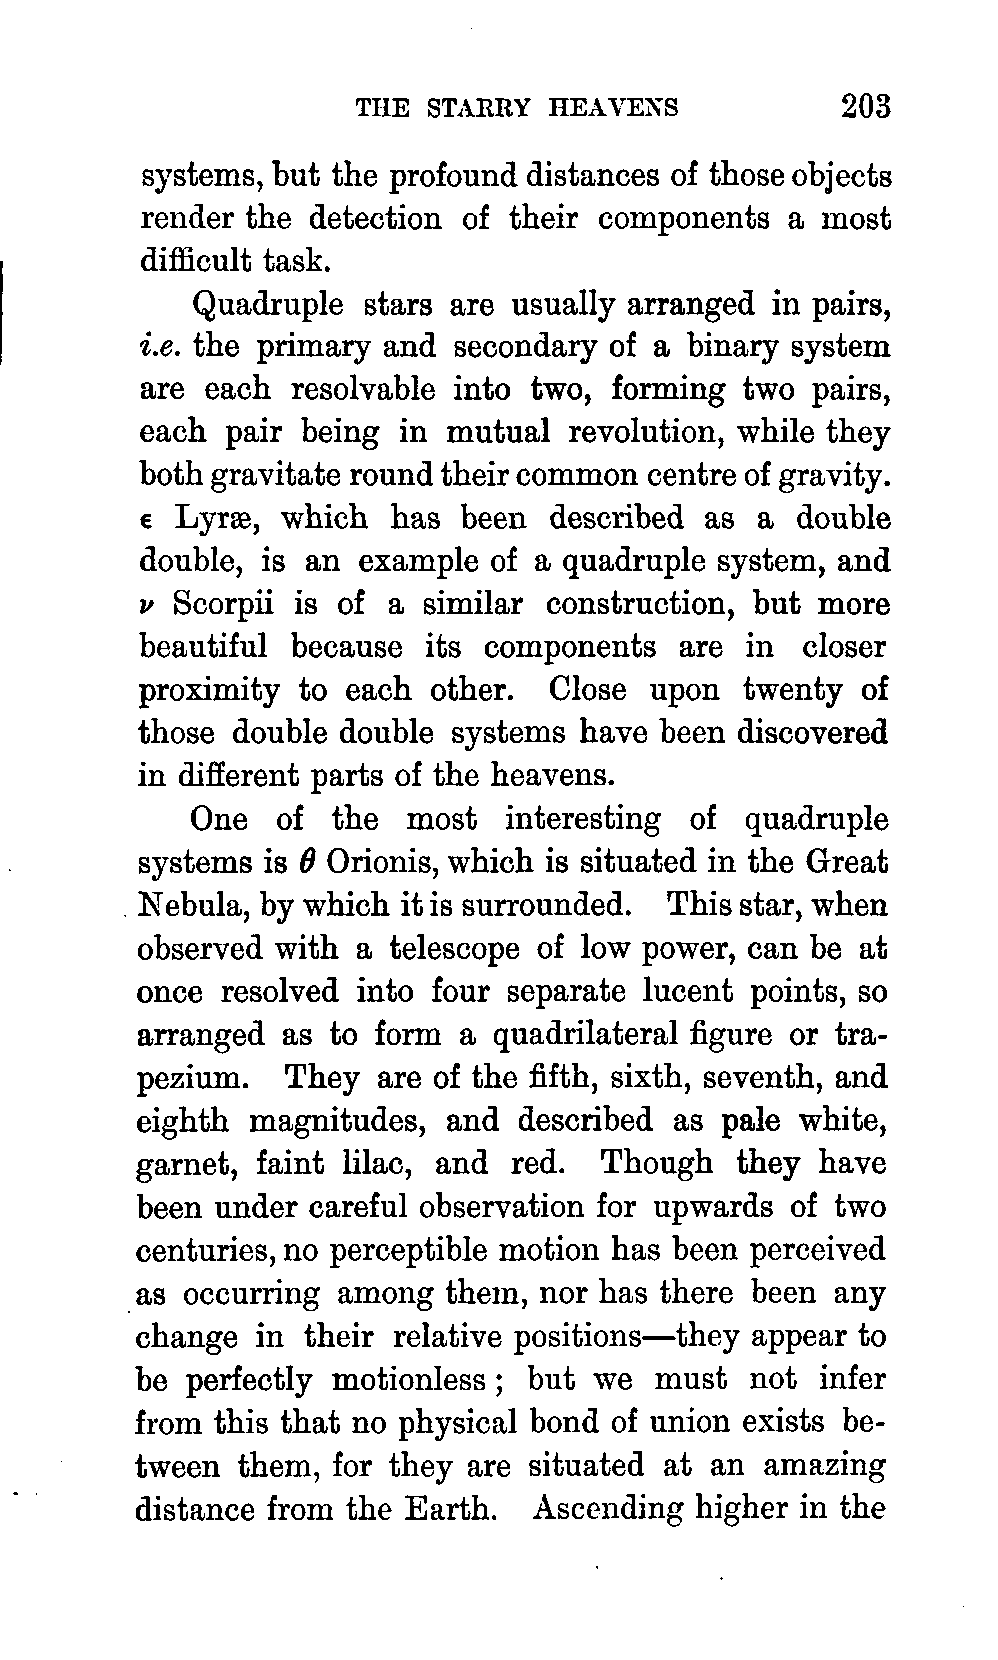 THE STARRY HEAVENS 203
systems, but the profound distances of those objects
render the detection of their components a most
difficult task.
Quadruple stars are usually arranged in pairs,
i.e. the primary and secondary of a binary system
are each resolvable into two, forming two pairs,
each pair being in mutual revolution, while they
both gravitate round their common centre of gravity.
ϵ Lyræ, which has been described as a double
double, is an example of a quadruple system, and
ν Scorpii is of a similar construction, but more
beautiful because its components are in closer
proximity to each other. Close upon twenty of
those double double systems have been discovered
in different parts of the heavens.
One of the most interesting of quadruple
systems is θ Orionis, which is situated in the Great
Nebula, by which it is surrounded. This star, when
observed with a telescope of low power, can be at
once resolved into four separate lucent points, so
arranged as to form a quadrilateral figure or tra-
pezium. They are of the fifth, sixth, seventh, and
eighth magnitudes, and described as pale white,
garnet, faint lilac, and red. Though they have
been under careful observation for upwards of two
centuries, no perceptible motion has been perceived
as occurring among them, nor has there been any
change in their relative positions—they appear to
be perfectly motionless ; but we must not infer
from this that no physical bond of union exists be-
tween them, for they are situated at an amazing
distance from the Earth. Ascending higher in the